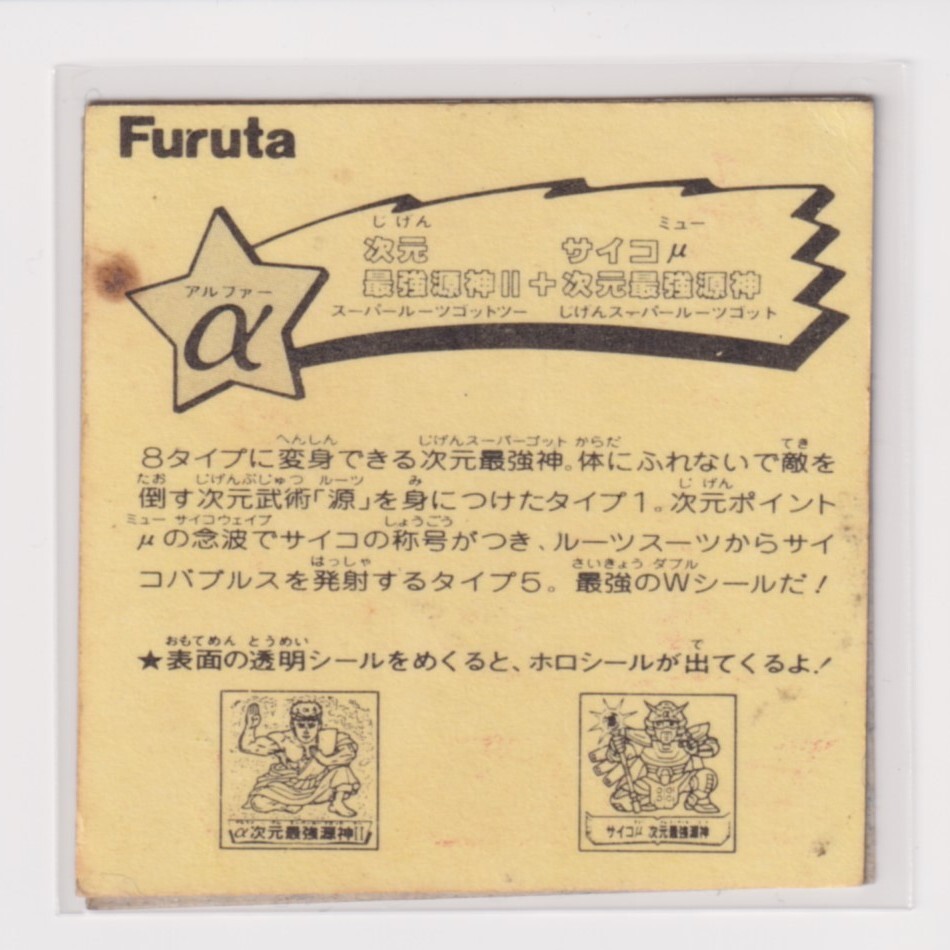 Furuta
じげん ミュー
次元 サイコμ
アルファー
α
最強源神II+次元最強源神
スーパールーツゴットツー じげんスーパールーツゴット
へんしん じげんスーパーゴット からだ てき
8タイプに変身できる次元最強神。体にふれないで敵を
たお じげんぶじゅつ ルーツ み じげん
倒す次元武術「源」を身につけたタイプ1。次元ポイント
ミュー サイコウェイブ しょうごう
μの念波でサイコの称号がつき、ルーツスーツからサイ
はっしゃ さいきょう ダブル
コバブルスを発射するタイプ5。最強のWシールだ!
おもてめん とうめい で
★表面の透明シールをめくると、ホロシールが出てくるよ!
α次元最強源神II
サイコμ 次元最強源神